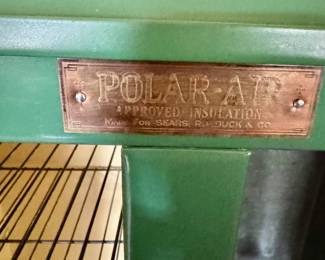 POLAR-AIR
APPROVED INSULATION
Made For SEARS, ROEBUCK & CO.